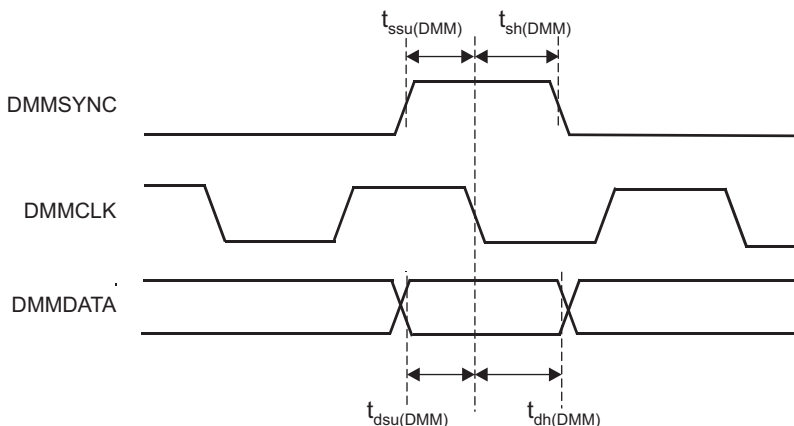 tssu(DMM) tsh(DMM)
DMMSYNC
DMMCLK
DMMDATA
tdsu(DMM) tdh(DMM)